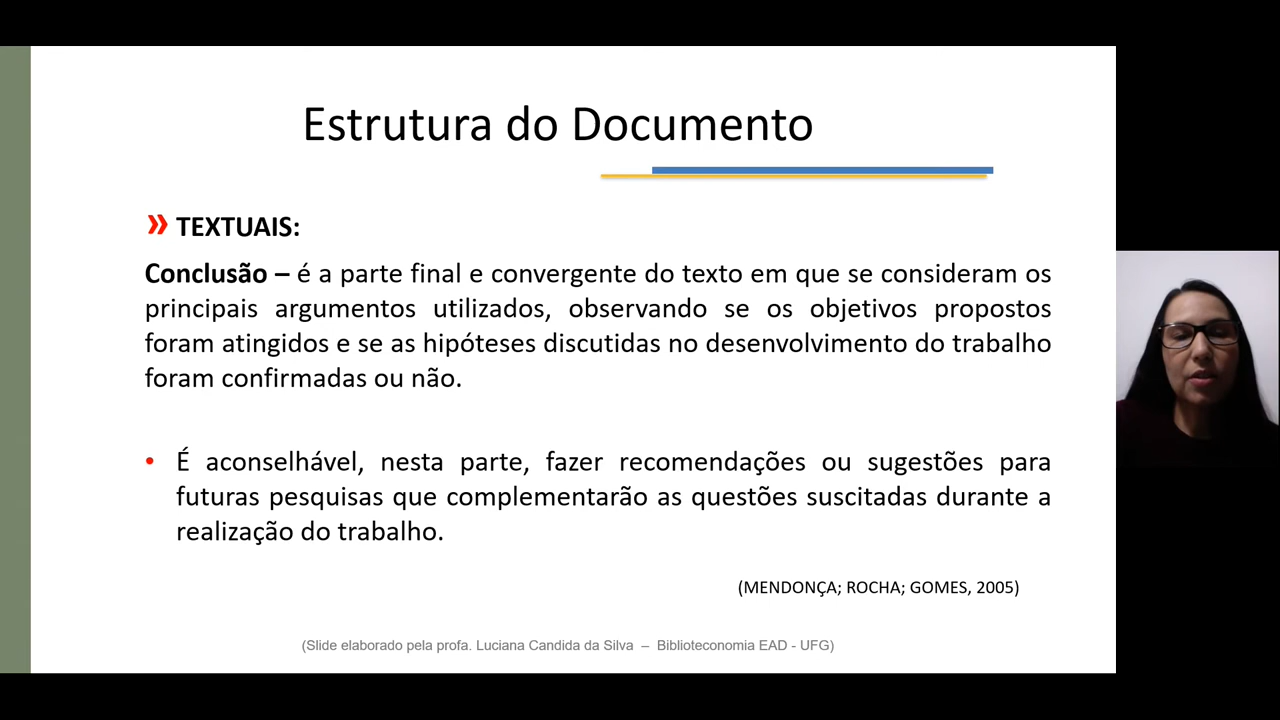 Estrutura do Documento
» TEXTUAIS:
Conclusão – é a parte final e convergente do texto em que se consideram os
principais argumentos utilizados, observando se os objetivos propostos
foram atingidos e se as hipóteses discutidas no desenvolvimento do trabalho
foram confirmadas ou não.
• É aconselhável, nesta parte, fazer recomendações ou sugestões para
futuras pesquisas que complementarão as questões suscitadas durante a
realização do trabalho.
(MENDONÇA; ROCHA; GOMES, 2005)
(Slide elaborado pela profa. Luciana Candida da Silva – Biblioteconomia EAD - UFG)